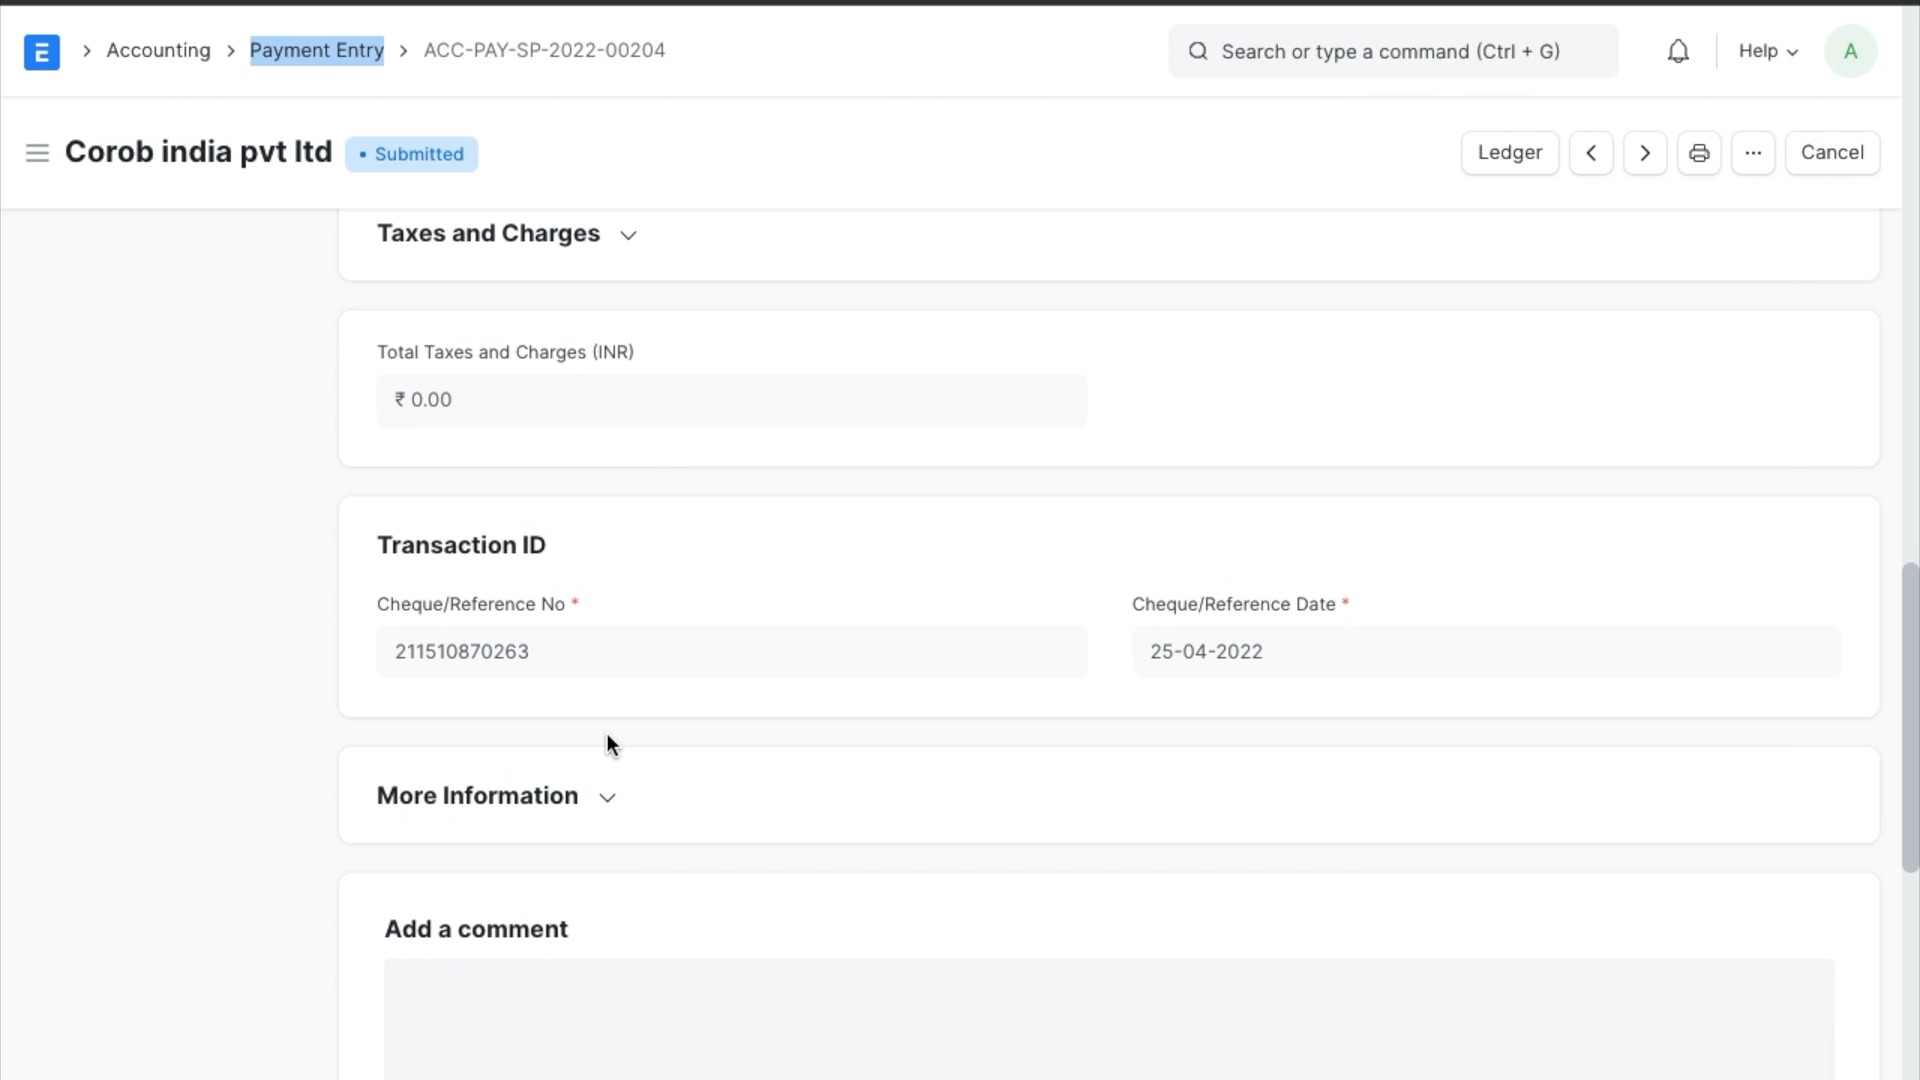 E
Accounting
Payment Entry
ACC-PAY-SP-2022-00204
Search or type a command (Ctrl + G)
Help
A
Corob india pvt ltd
Submitted
Ledger
Cancel
Taxes and Charges
Total Taxes and Charges (INR)
₹ 0.00
Transaction ID
Cheque/Reference No *
Cheque/Reference Date *
211510870263
25-04-2022
More Information
Add a comment